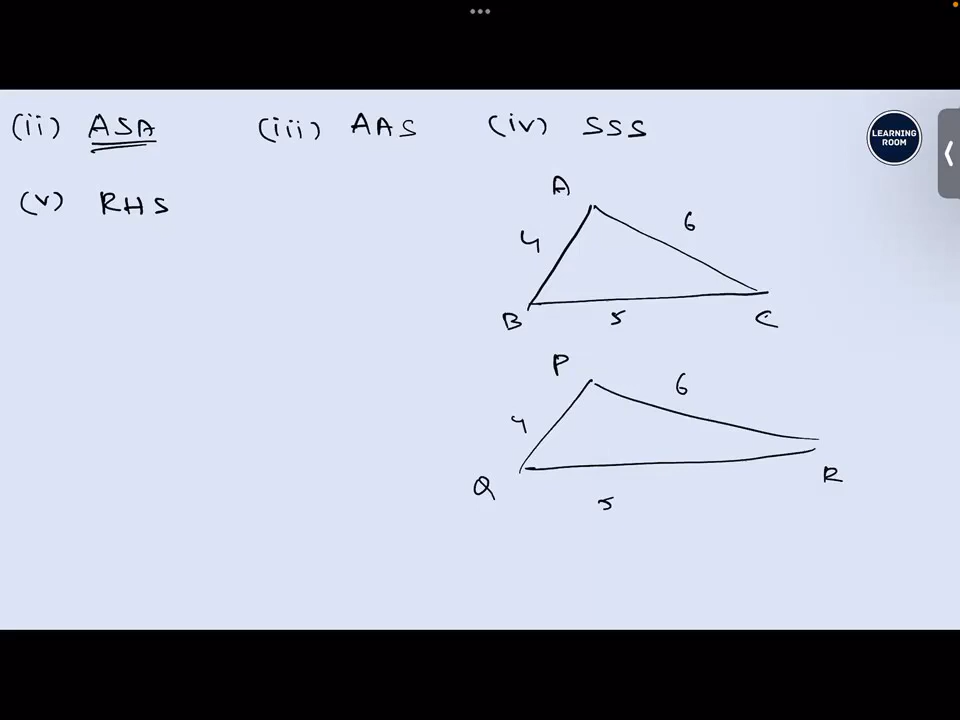 (ii) ASA (iii) AAS (iv) SSS
LEARNING
ROOM
(v) RHS
A
4 6
B 5 C
P
4 6
Q 5 R